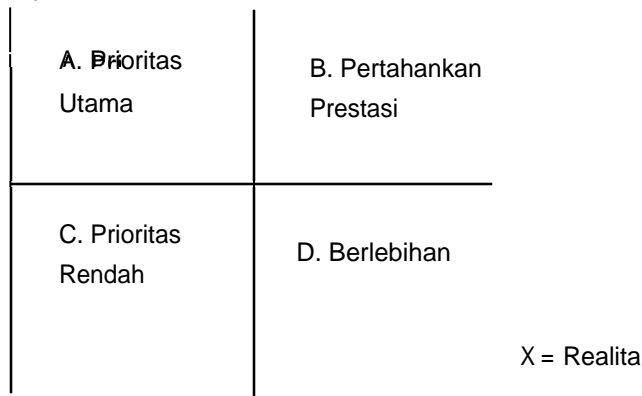 A. Prioritas
Utama
B. Pertahankan
Prestasi
C. Prioritas
Rendah
D. Berlebihan
X = Realita